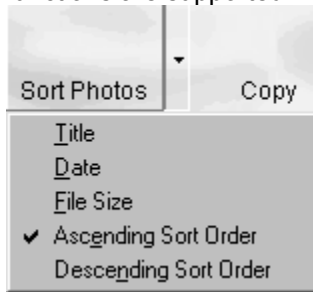 Sort Photos Copy
Title
Date
File Size
✔ Ascending Sort Order
Descending Sort Order